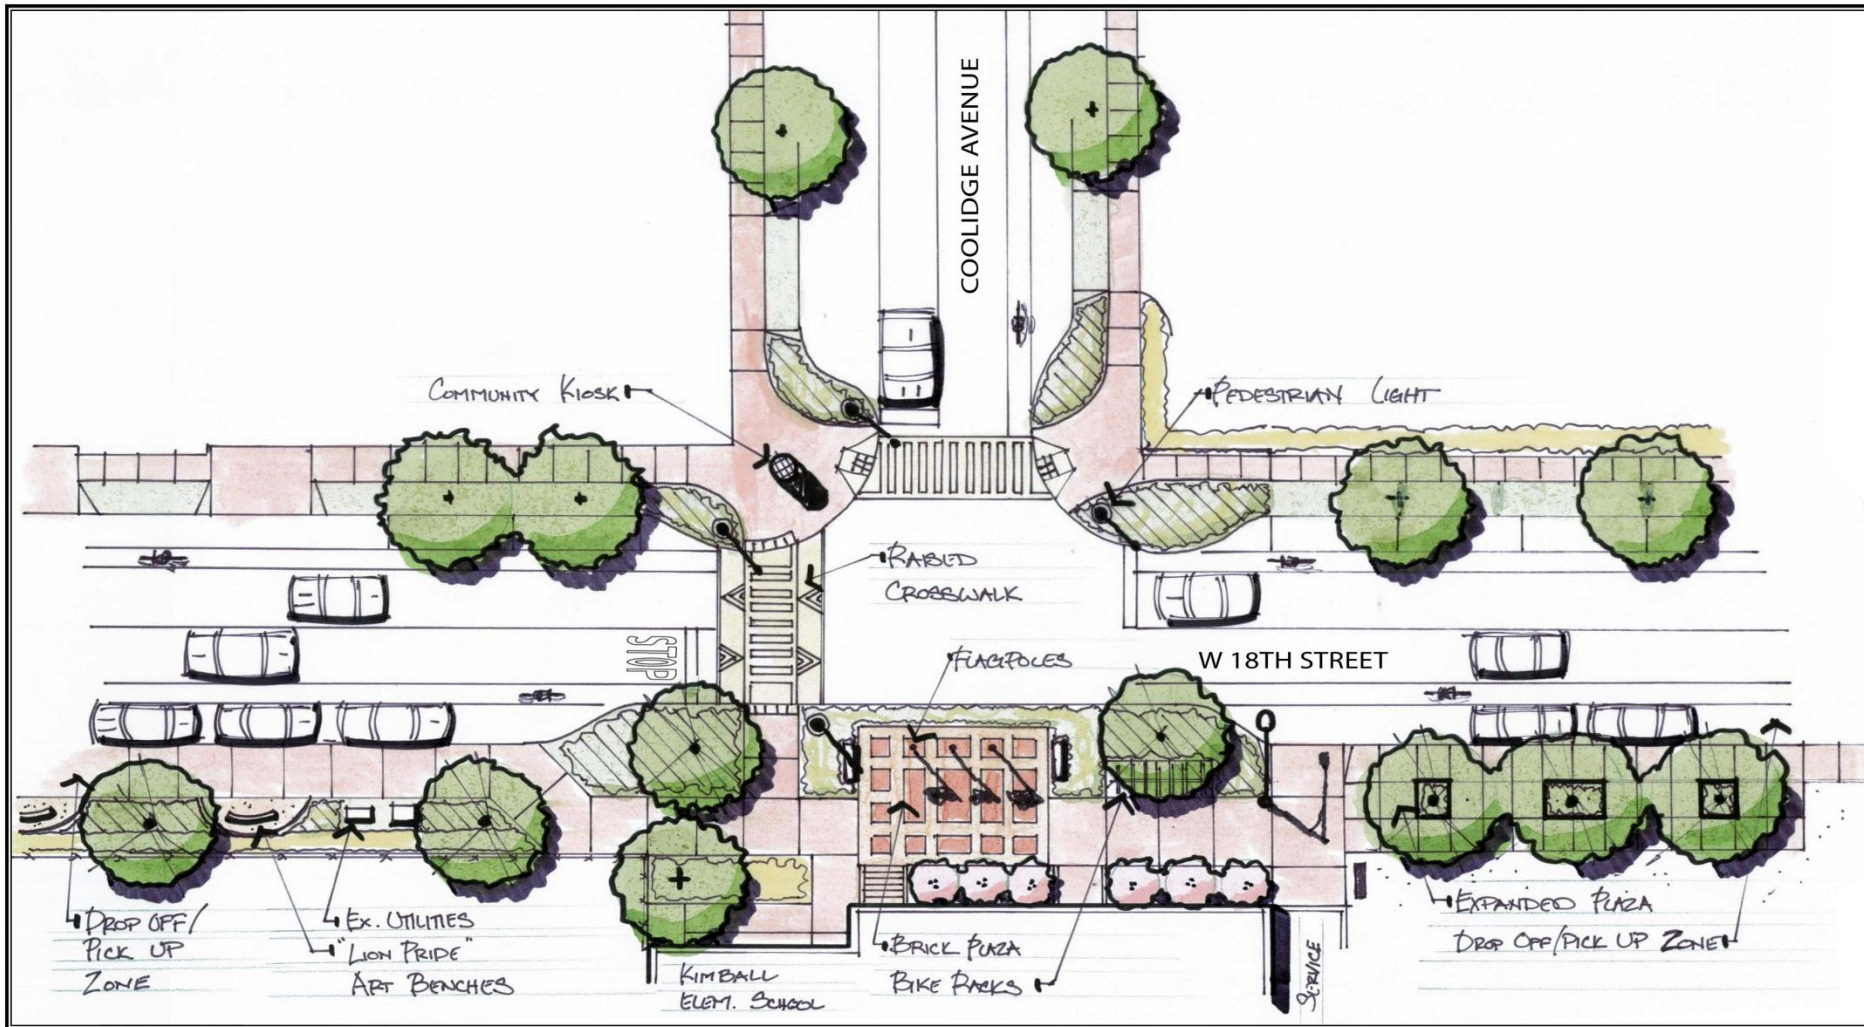 COOLIDGE AVENUE
COMMUNITY KIOSK
PEDESTRIAN LIGHT
RAISED
CROSSWALK
STOP
FLAGPOLES
W 18TH STREET
DROP OFF/
PICK UP
ZONE
EX. UTILITIES
"LION PRIDE"
ART BENCHES
KIMBALL
ELEM. SCHOOL
BRICK PLAZA
BIKE RACKS
SERVICE
EXPANDED PLAZA
DROP OFF/PICK UP ZONE